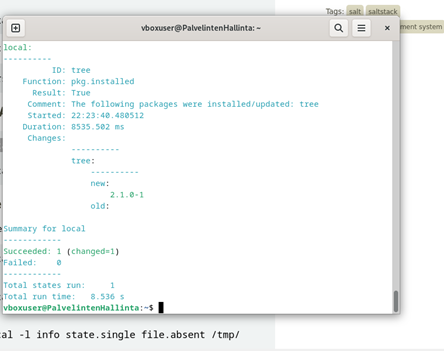 Tags: salt saltstack
ment system
vboxuser@PalvelintenHallinta: ~
local:
----------
ID: tree
Function: pkg.installed
Result: True
Comment: The following packages were installed/updated: tree
Started: 22:23:40.480512
Duration: 8535.502 ms
Changes:
----------
tree:
----------
new:
2.1.0-1
old:
Summary for local
------------
Succeeded: 1 (changed=1)
Failed: 0
------------
Total states run: 1
Total run time: 8.536 s
vboxuser@PalvelintenHallinta:~$
cal -l info state.single file.absent /tmp/